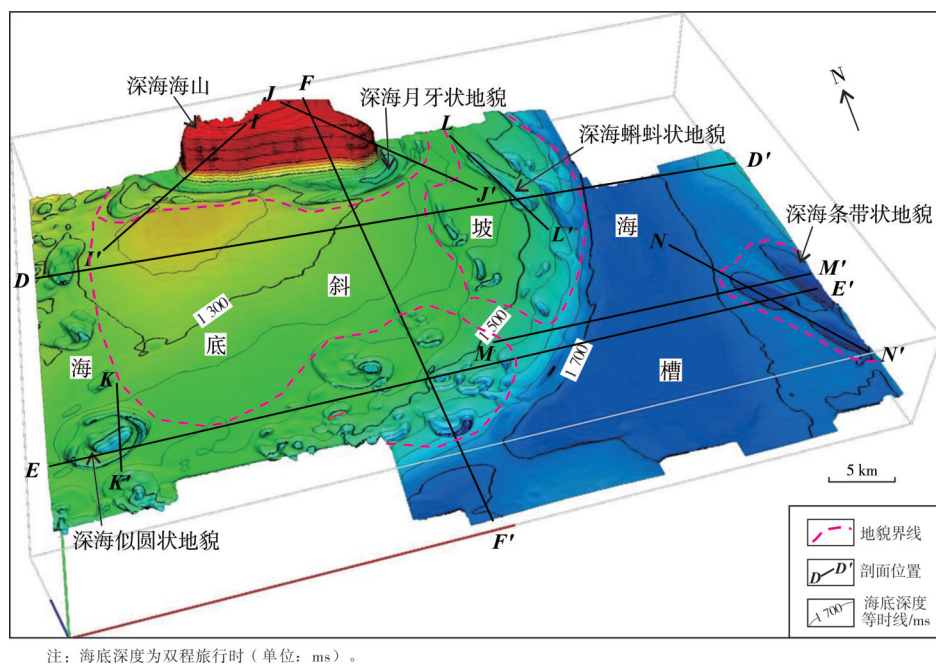 深海海山
J
F
I
深海月牙状地貌
L
深海蝌蚪状地貌
N
J'
D'
坡
L'
海
N
深海条带状地貌
I'
D
M'
E'
斜
1 300
底
1 500
M
1 700
海
K
槽
N'
E
K'
5 km
深海似圆状地貌
F'
地貌界线
D D' 剖面位置
1 700 海底深度
等时线/ms
注：海底深度为双程旅行时（单位：ms）。